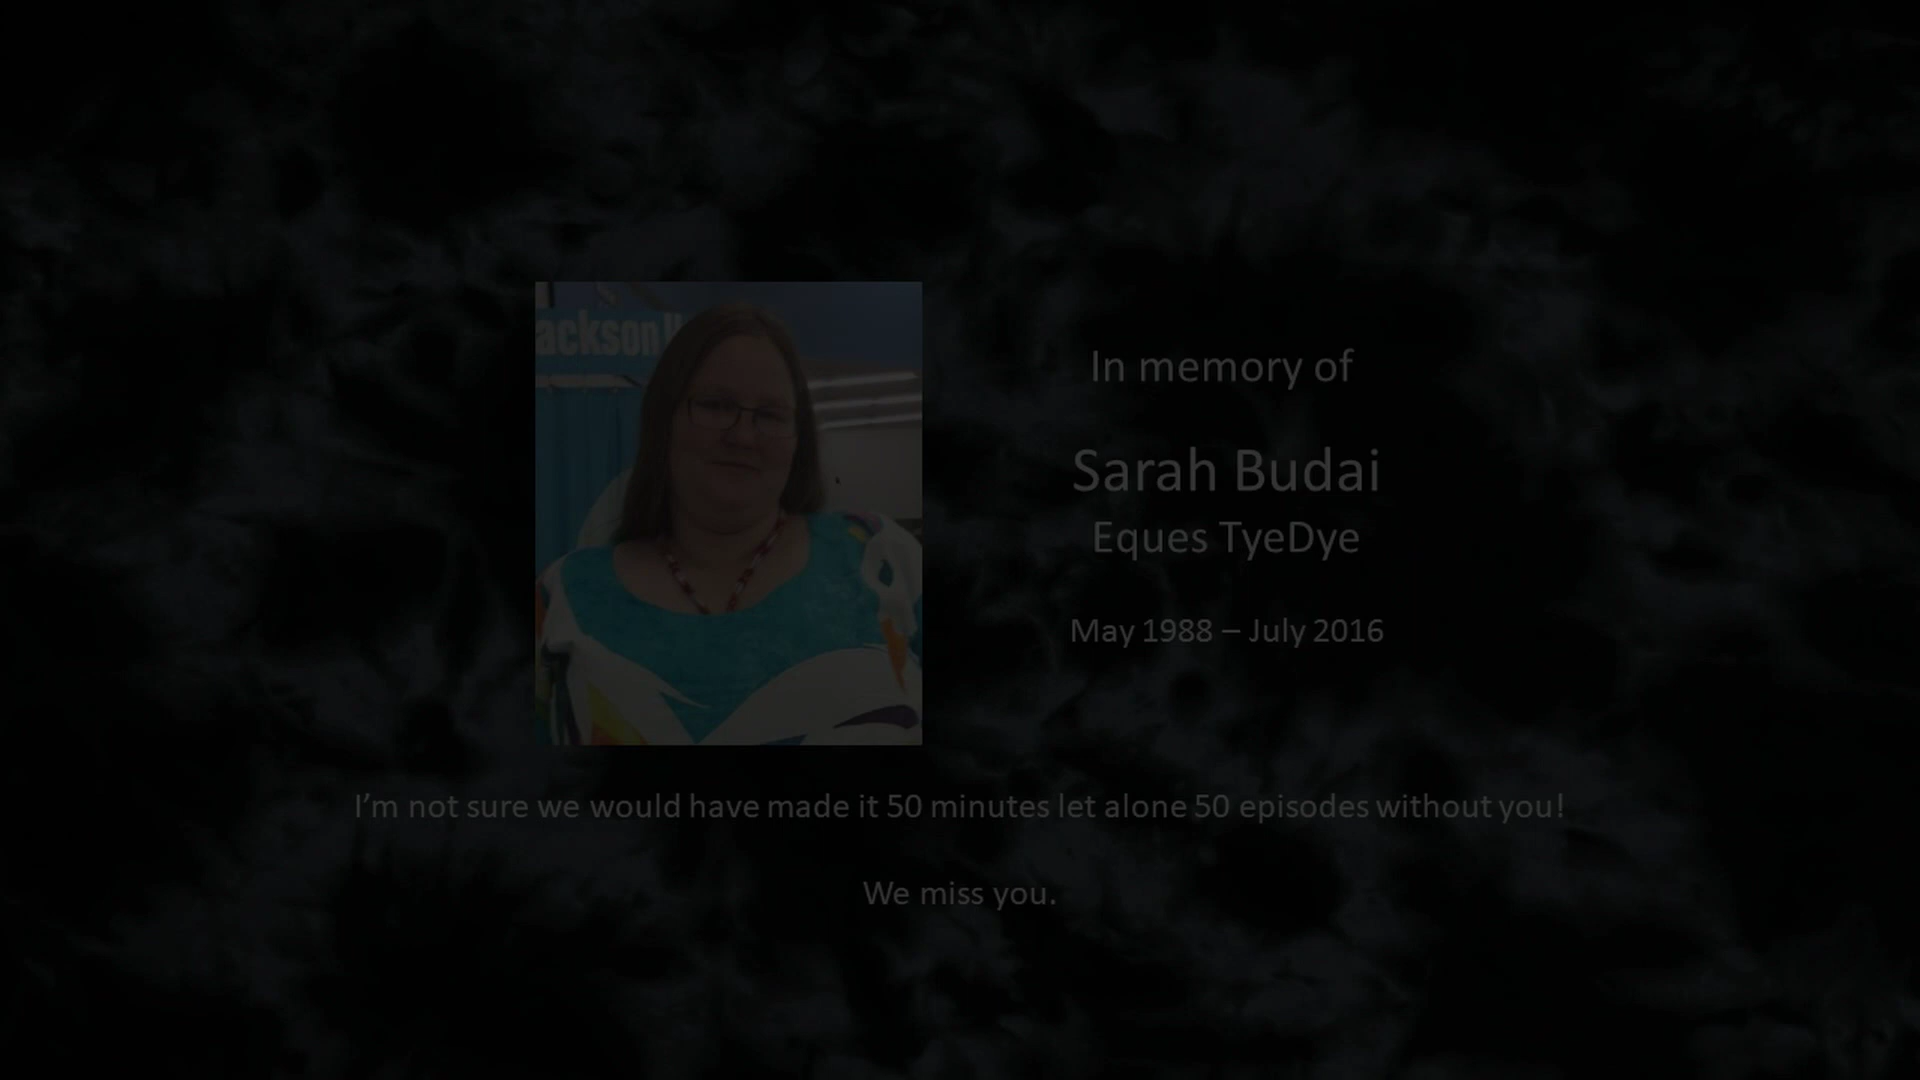 ackson
In memory of
Sarah Budai
Eques TyeDye
May 1988 – July 2016
I’m not sure we would have made it 50 minutes let alone 50 episodes without you!
We miss you.